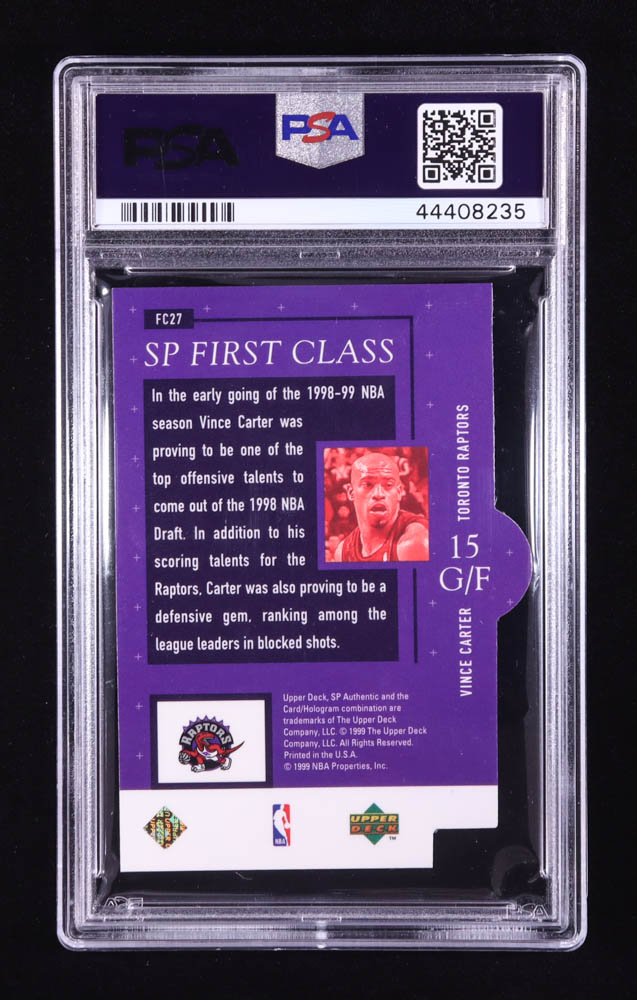 PSA
PSA
44408235
FC27
SP FIRST CLASS
In the early going of the 1998-99 NBA
season Vince Carter was
proving to be one of the
top offensive talents to
come out of the 1998 NBA
Draft. In addition to his
scoring talents for the
Raptors, Carter was also proving to be a
defensive gem, ranking among the
league leaders in blocked shots.
TORONTO RAPTORS
15
G/F
VINCE CARTER
Upper Deck, SP Authentic and the
Card/Hologram combination are
trademarks of The Upper Deck
Company, LLC. © 1999 The Upper Deck
Company, LLC. All Rights Reserved.
Printed in the U.S.A.
© 1999 NBA Properties, Inc.
RAPTORS
NBA
UPPER
DECK
TM
PSA